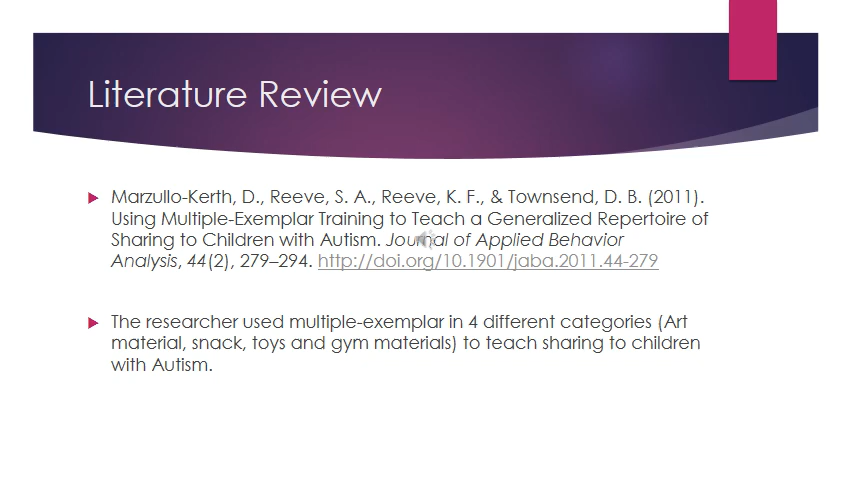 Literature Review
Marzullo-Kerth, D., Reeve, S. A., Reeve, K. F., & Townsend, D. B. (2011).
Using Multiple-Exemplar Training to Teach a Generalized Repertoire of
Sharing to Children with Autism. Journal of Applied Behavior
Analysis, 44(2), 279–294. http://doi.org/10.1901/jaba.2011.44-279
The researcher used multiple-exemplar in 4 different categories (Art
material, snack, toys and gym materials) to teach sharing to children
with Autism.